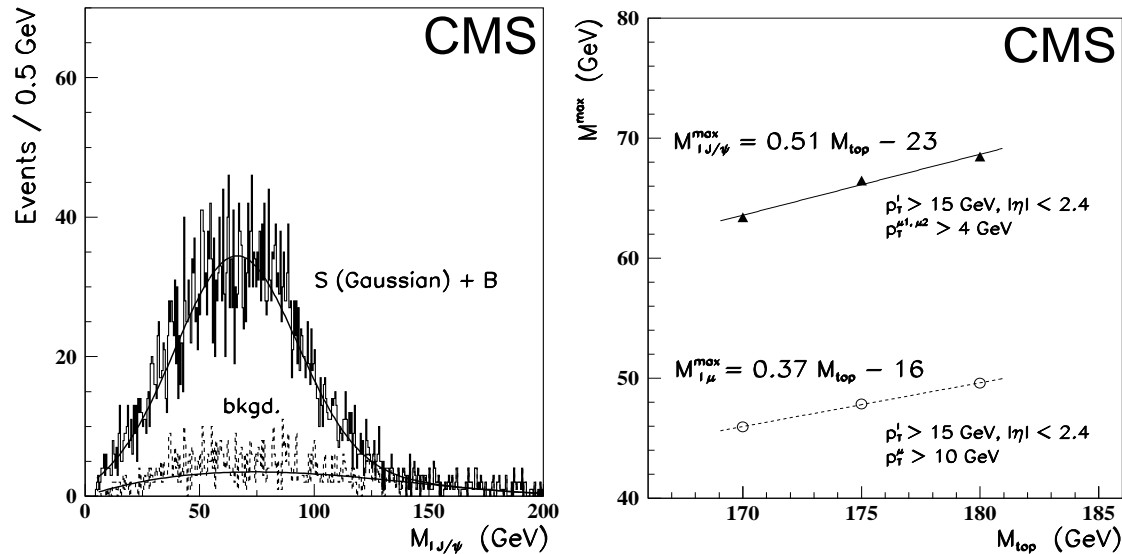 CMS
Events / 0.5 GeV
60
40
20
0
S (Gaussian) + B
bkgd.
0 50 100 150 200
M_{l J/ψ} (GeV)
CMS
M^{max} (GeV)
80
70
60
50
40
M^{max}_{l J/ψ} = 0.51 M_{top} − 23
p_T^l > 15 GeV, |η| < 2.4
p_T^{μ1, μ2} > 4 GeV
M^{max}_{l μ} = 0.37 M_{top} − 16
p_T^l > 15 GeV, |η| < 2.4
p_T^μ > 10 GeV
170 175 180 185
M_{top} (GeV)